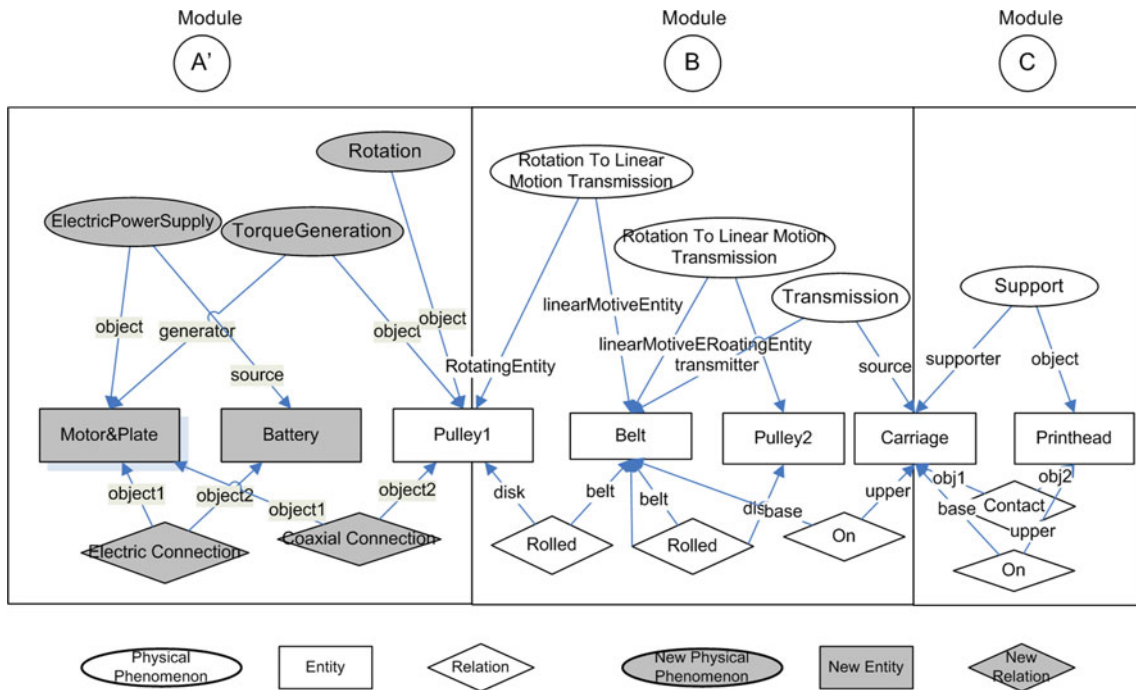 Module
Module
Module
A'
B
C
Rotation
Rotation To Linear
Motion Transmission
ElectricPowerSupply
TorqueGeneration
Rotation To Linear Motion
Transmission
Transmission
Support
object
generator
object
object
linearMotiveEntity
linearMotiveERoatingEntity
RotatingEntity
transmitter
source
supporter
object
source
Motor&Plate
Battery
Pulley1
Belt
Pulley2
Carriage
Printhead
object1
object2
object1
object2
disk
belt
belt
base
upper
obj1
obj2
Contact
base
upper
Electric Connection
Coaxial Connection
Rolled
Rolled
On
On
Physical
Phenomenon
Entity
Relation
New Physical
Phenomenon
New Entity
New
Relation